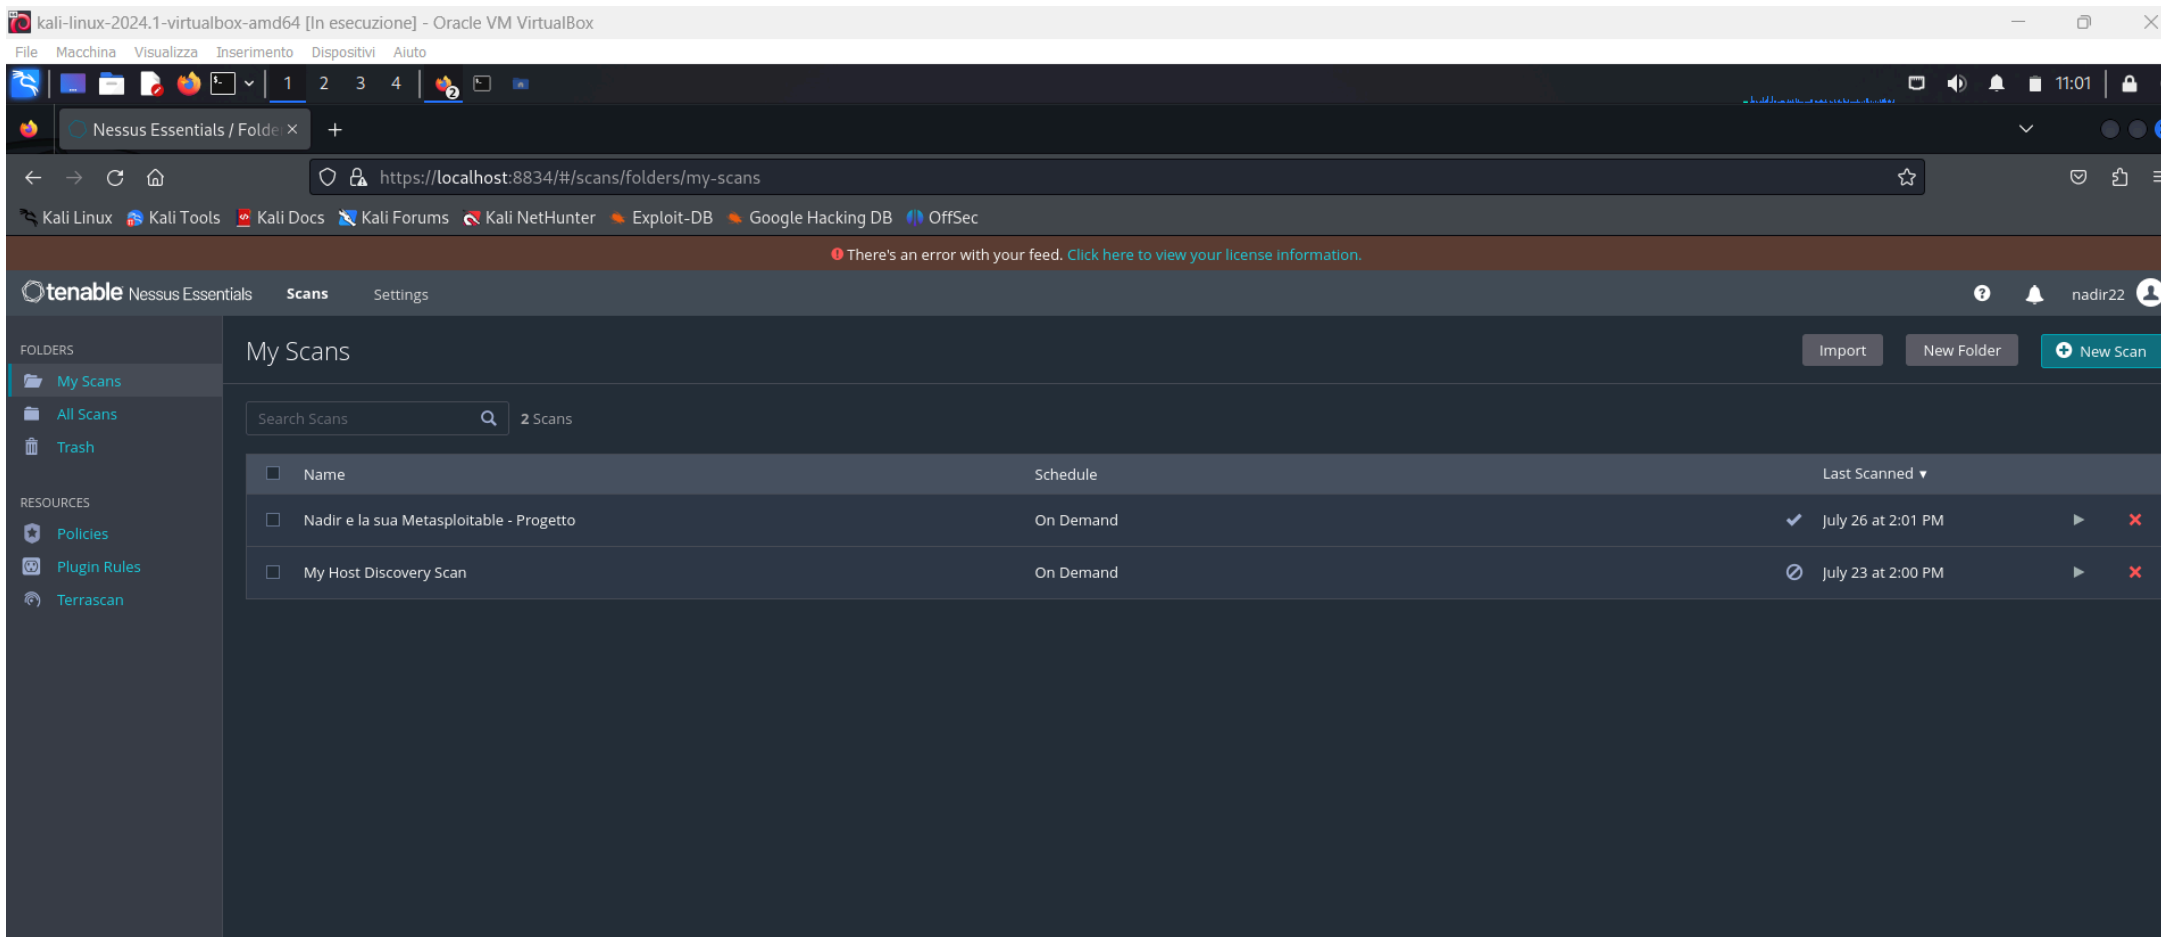 kali-linux-2024.1-virtualbox-amd64 [In esecuzione] - Oracle VM VirtualBox
File Macchina Visualizza Inserimento Dispositivi Aiuto
1 2 3 4 2 11:01
Nessus Essentials / Folde
https://localhost:8834/#/scans/folders/my-scans
Kali Linux Kali Tools Kali Docs Kali Forums Kali NetHunter Exploit-DB Google Hacking DB OffSec
There's an error with your feed. Click here to view your license information.
tenable Nessus Essentials Scans Settings nadir22
FOLDERS
My Scans
All Scans
Trash
RESOURCES
Policies
Plugin Rules
Terrascan
My Scans Import New Folder New Scan
Search Scans 2 Scans
Name Schedule Last Scanned
Nadir e la sua Metasploitable - Progetto On Demand July 26 at 2:01 PM
My Host Discovery Scan On Demand July 23 at 2:00 PM